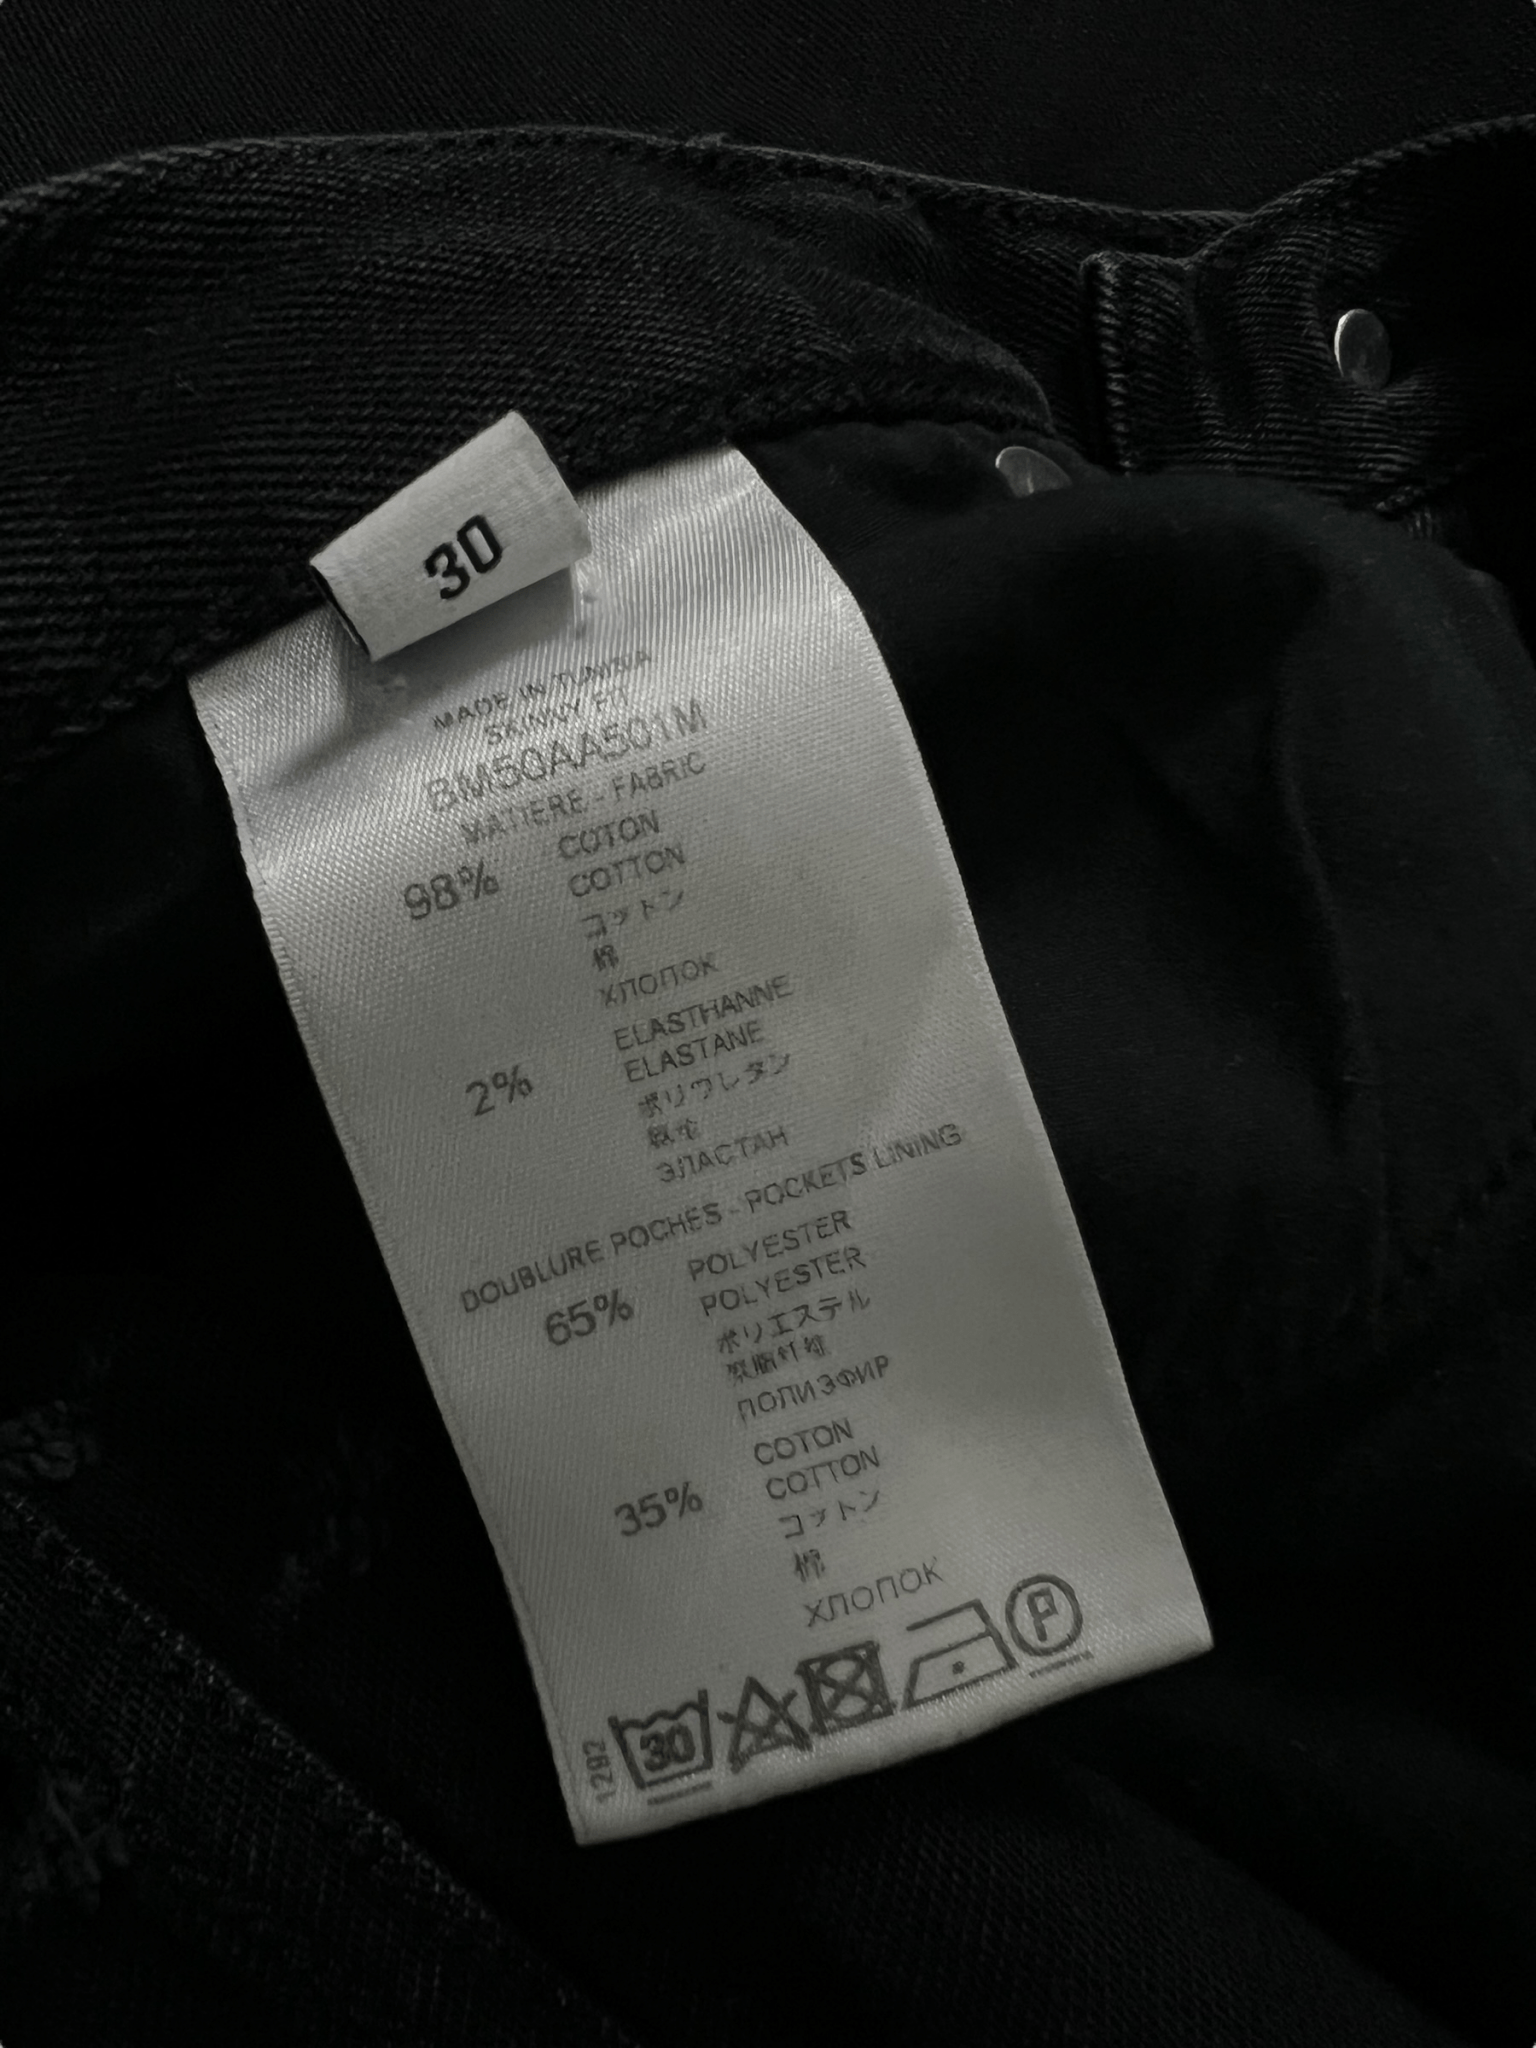 30
MADE IN TUNISIA
SKINNY FIT
BM50AA501M
MATIERE - FABRIC
98% COTON
COTTON
コットン
棉
ХЛОПОК
2% ELASTHANNE
ELASTANE
ポリウレタン
ЭЛАСТАН
DOUBLURE POCHES - POCKETS LINING
65% POLYESTER
POLYESTER
ポリエステル
ПОЛИЭФИР
35% COTON
COTTON
コットン
棉
ХЛОПОК
1292 30 P